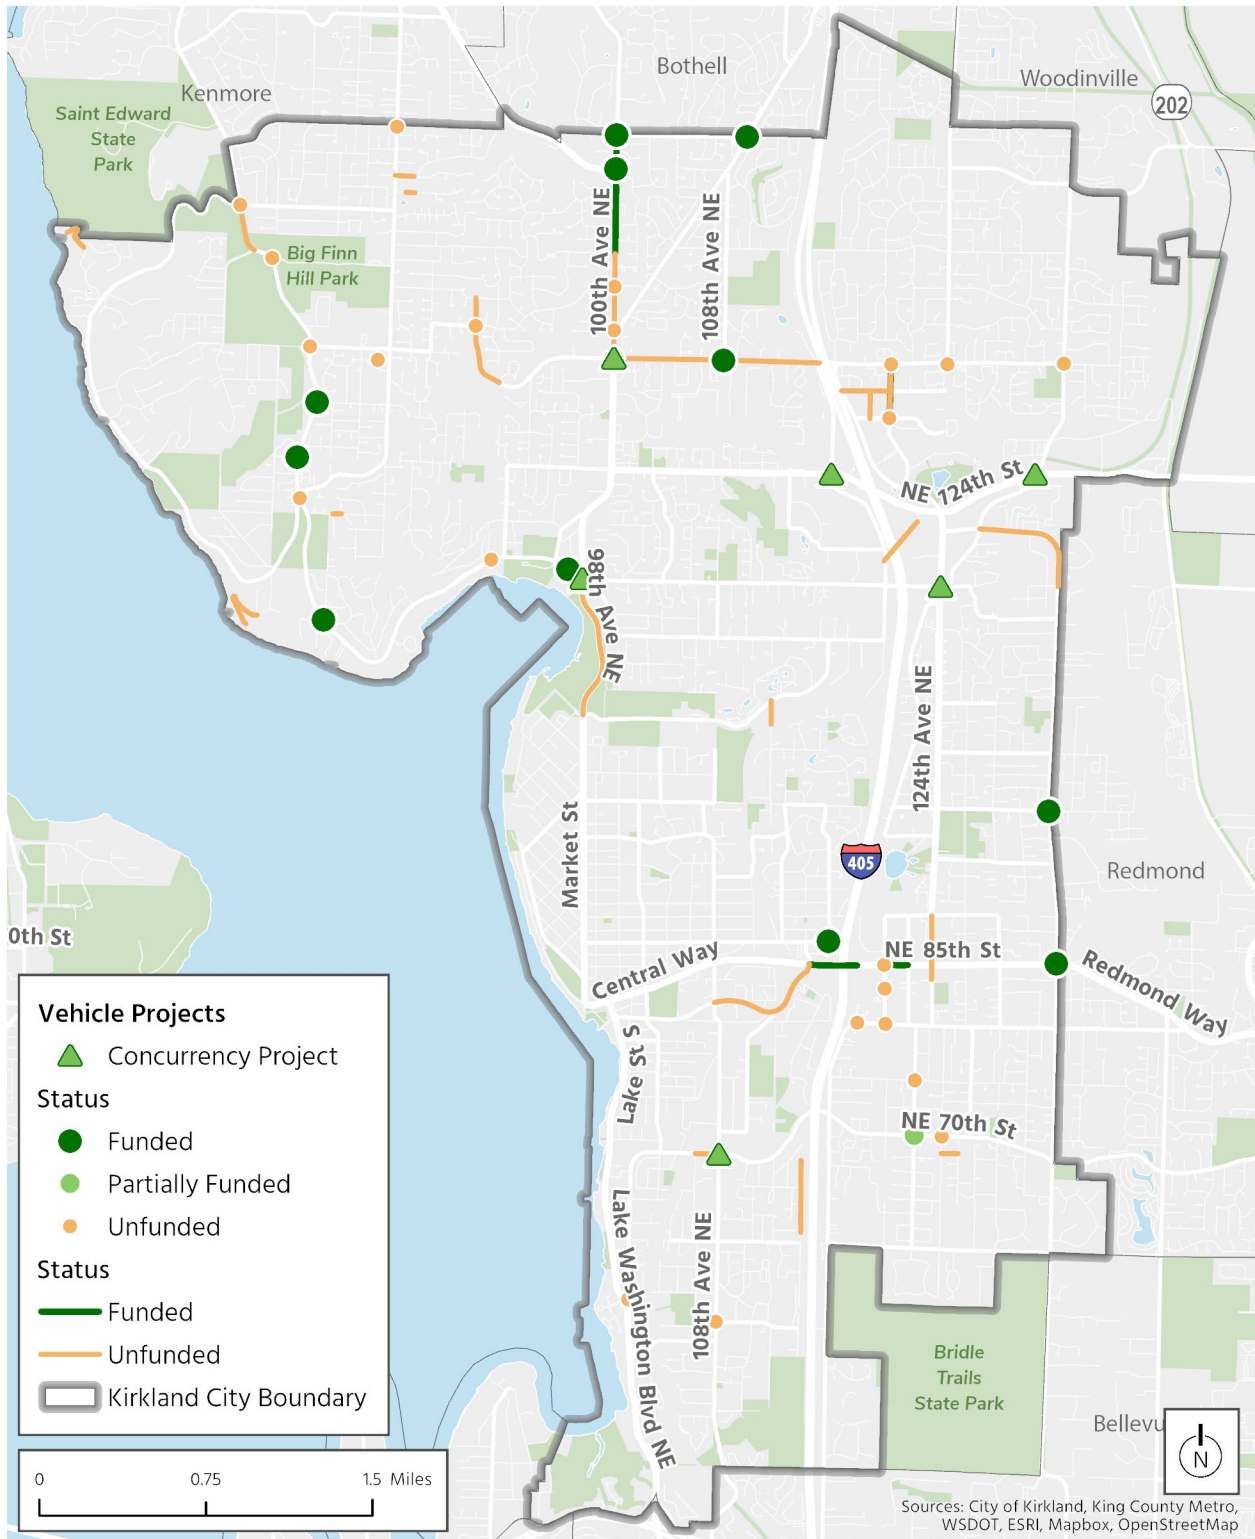 Bothell
Woodinville
202
Kenmore
Saint Edward
State
Park
Big Finn
Hill Park
100th Ave NE
108th Ave NE
NE 124th St
98th Ave NE
124th Ave NE
Market St
405
Redmond
0th St
NE 85th St
Central Way
Redmond Way
Lake St S
NE 70th St
Lake Washington Blvd NE
108th Ave NE
Bridle
Trails
State Park
Bellevu
Vehicle Projects
Concurrency Project
Status
Funded
Partially Funded
Unfunded
Status
Funded
Unfunded
Kirkland City Boundary
0 0.75 1.5 Miles
N
Sources: City of Kirkland, King County Metro,
WSDOT, ESRI, Mapbox, OpenStreetMap